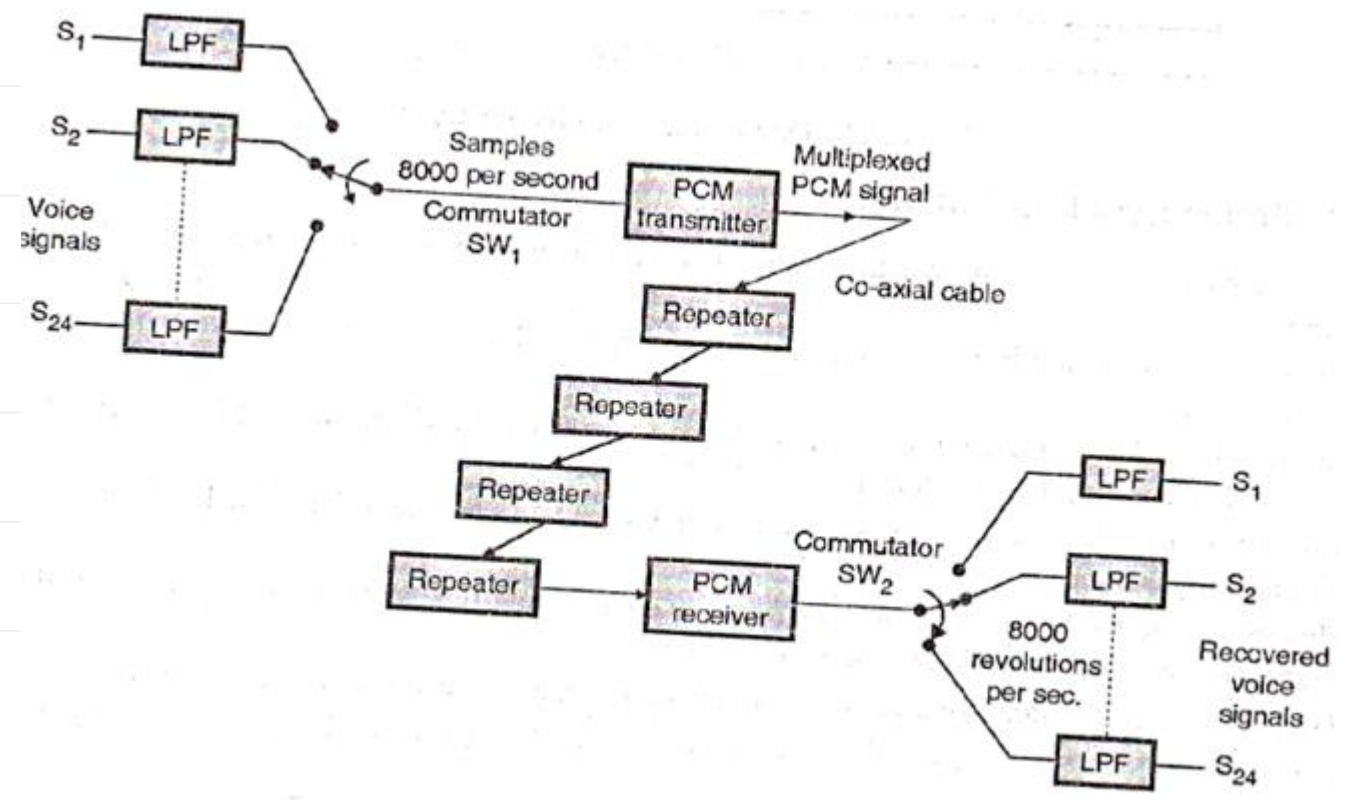 S1
LPF
S2
LPF
Voice
signals
S24
LPF
Samples
8000 per second
Commutator
SW1
PCM
transmitter
Multiplexed
PCM signal
Co-axial cable
Repeater
Repeater
Repeater
Repeater
PCM
receiver
Commutator
SW2
8000
revolutions
per sec.
LPF
S1
LPF
S2
Recovered
voice
signals
LPF
S24